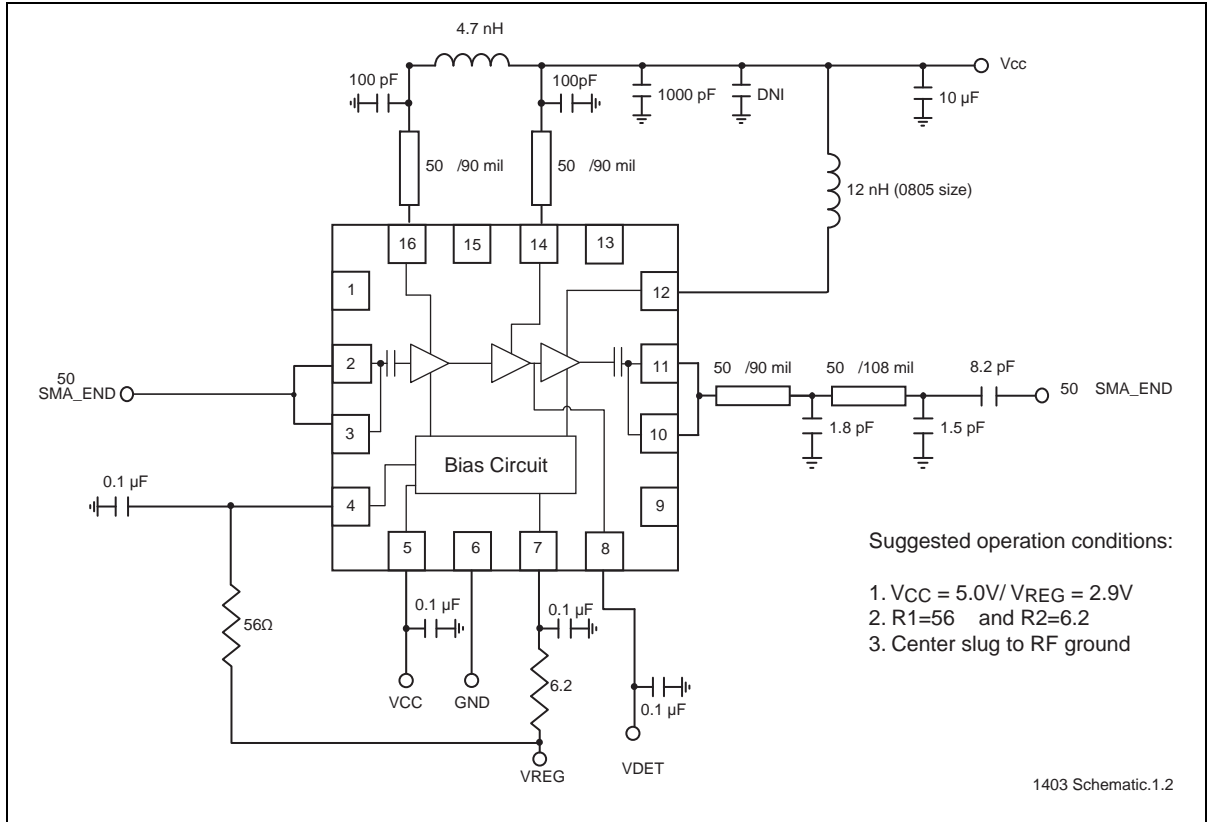 4.7 nH
Vcc
100 pF
100pF
1000 pF
DNI
10 µF
50 /90 mil
50 /90 mil
12 nH (0805 size)
16
15
14
13
1
12
2
11
50 /90 mil
50 /108 mil
8.2 pF
50
SMA_END
50 SMA_END
3
10
1.8 pF
1.5 pF
Bias Circuit
0.1 µF
4
9
5
6
7
8
Suggested operation conditions:
1. VCC = 5.0V/ VREG = 2.9V
2. R1=56 and R2=6.2
3. Center slug to RF ground
0.1 µF
0.1 µF
56Ω
6.2
VCC
GND
0.1 µF
VREG
VDET
1403 Schematic.1.2